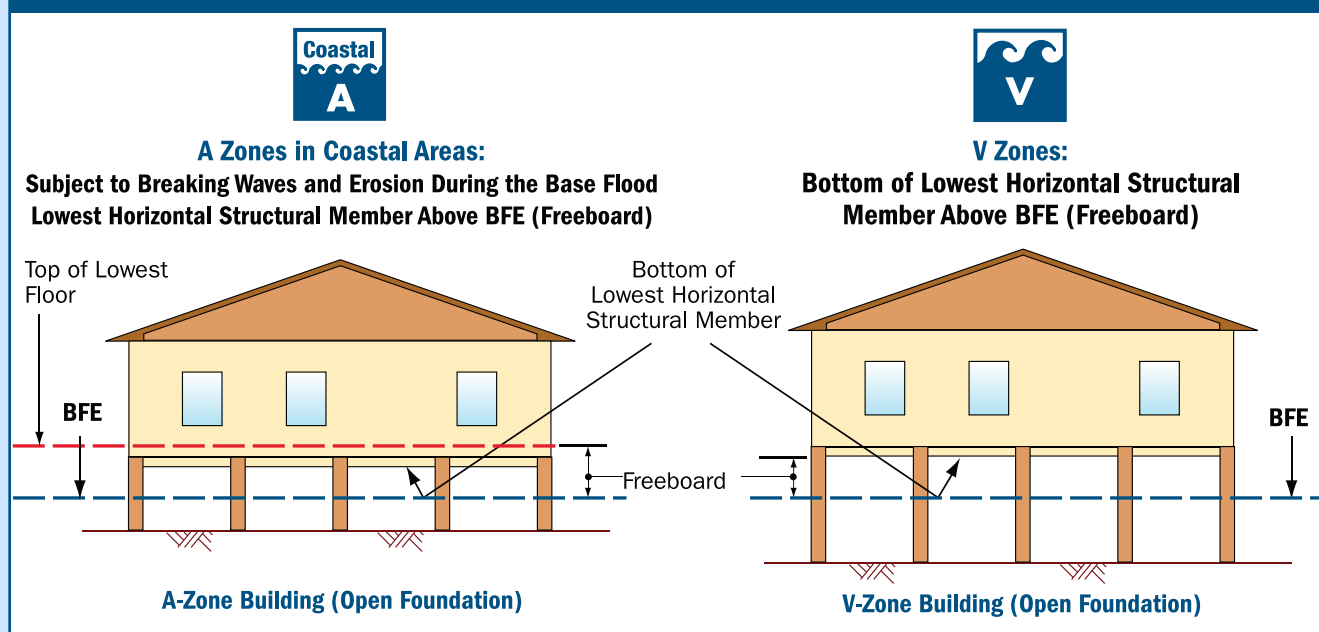 Coastal
A
A Zones in Coastal Areas:
Subject to Breaking Waves and Erosion During the Base Flood
Lowest Horizontal Structural Member Above BFE (Freeboard)
V
V Zones:
Bottom of Lowest Horizontal Structural
Member Above BFE (Freeboard)
Top of Lowest
Floor
BFE
Bottom of
Lowest Horizontal
Structural Member
Freeboard
BFE
A-Zone Building (Open Foundation)
V-Zone Building (Open Foundation)